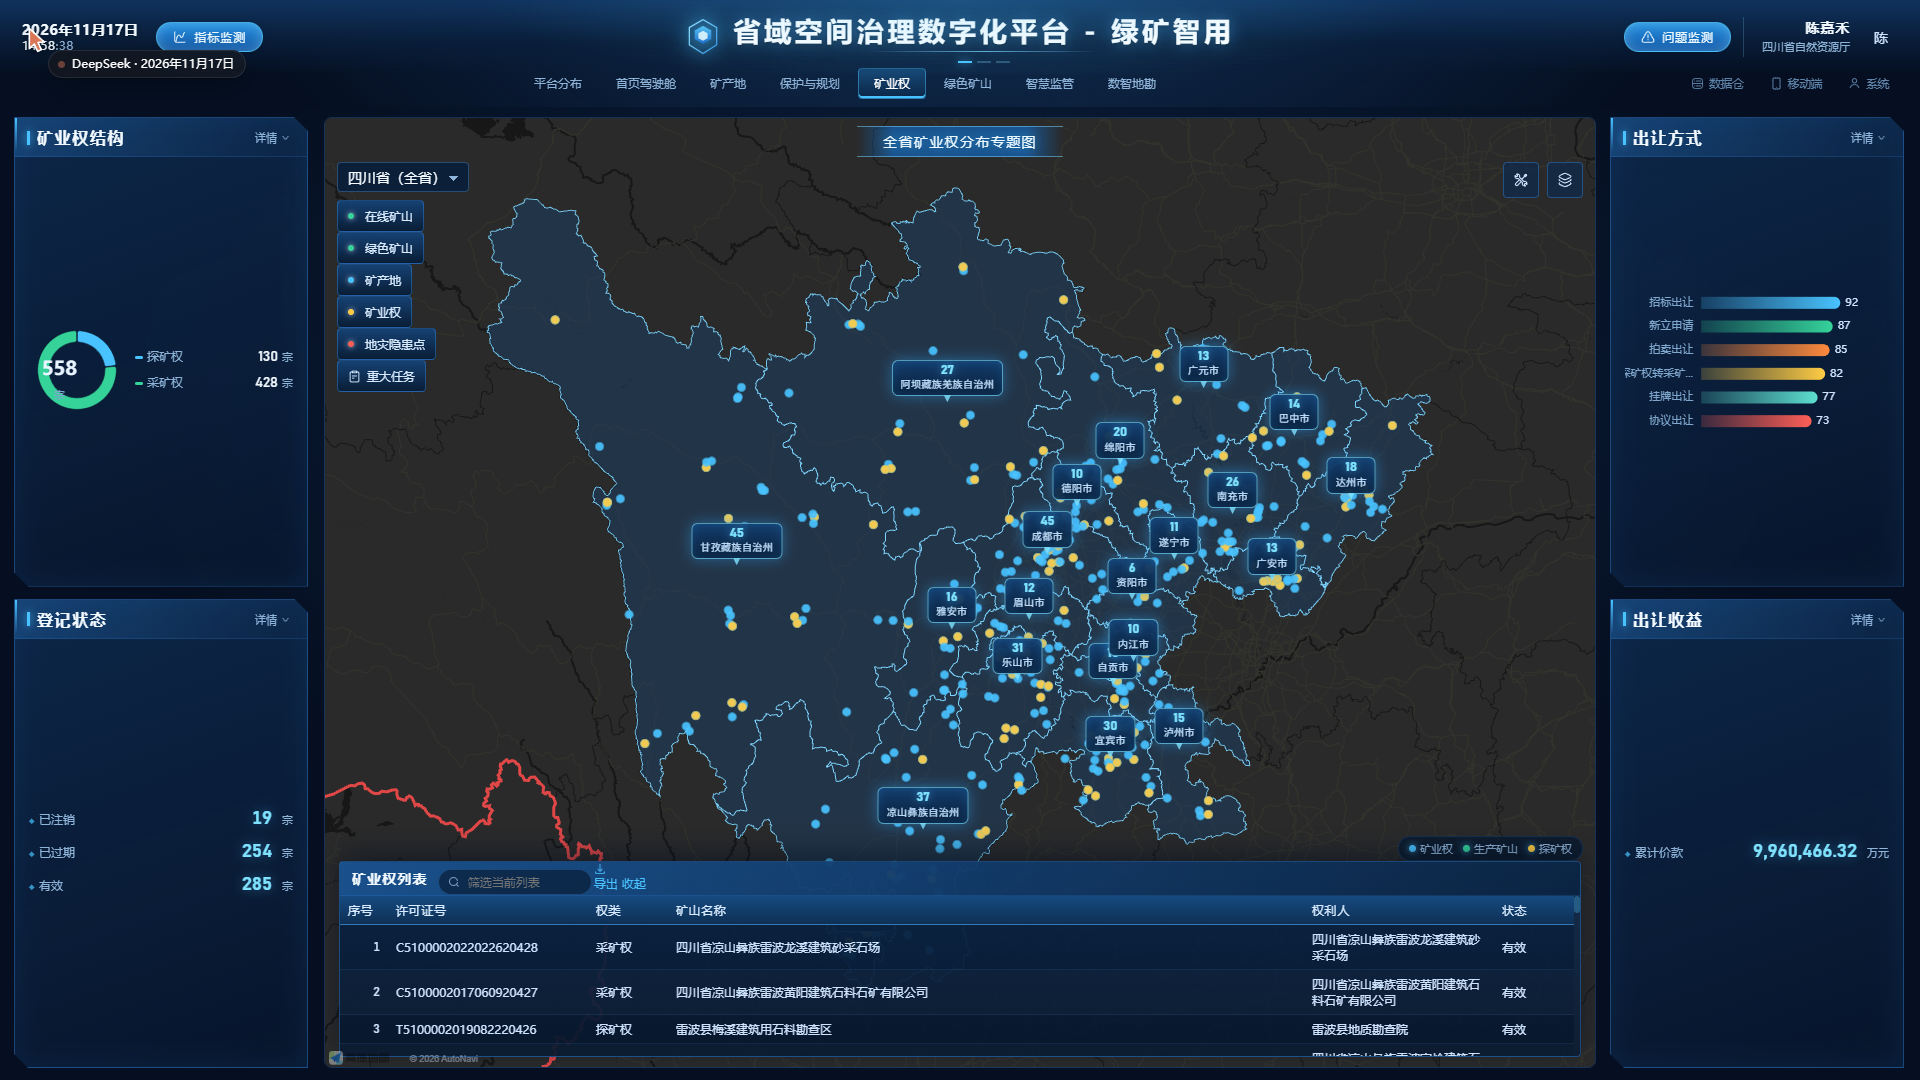 2026年11月17日
指标监测
DeepSeek · 2026年11月17日
省域空间治理数字化平台 - 绿矿智用
问题监测
陈嘉禾
四川省自然资源厅
陈
平台分布
首页驾驶舱
矿产地
保护与规划
矿业权
绿色矿山
智慧监管
数智地勘
数据仓
移动端
系统
矿业权结构
详情
558
探矿权 130 宗
采矿权 428 宗
登记状态
详情
已注销 19 宗
已过期 254 宗
有效 285 宗
全省矿业权分布专题图
四川省（全省）
在线矿山
绿色矿山
矿产地
矿业权
地灾隐患点
重大任务
27
阿坝藏族羌族自治州
13
广元市
14
巴中市
20
绵阳市
10
德阳市
18
达州市
26
南充市
45
成都市
11
遂宁市
45
甘孜藏族自治州
13
广安市
6
资阳市
12
眉山市
16
雅安市
10
内江市
31
乐山市
自贡市
15
泸州市
30
宜宾市
37
凉山彝族自治州
矿业权
生产矿山
探矿权
矿业权列表
筛选当前列表
导出 收起
序号 许可证号 权类 矿山名称 权利人 状态
1 C5100002022022620428 采矿权 四川省凉山彝族雷波龙溪建筑砂采石场 四川省凉山彝族雷波龙溪建筑砂 有效
采石场
2 C5100002017060920427 采矿权 四川省凉山彝族雷波黄阳建筑石料石矿有限公司 四川省凉山彝族雷波黄阳建筑石 有效
料石矿有限公司
3 T5100002019082220426 探矿权 雷波县梅溪建筑用石料勘查区 雷波县地质勘查院 有效
© 2026 AutoNavi
出让方式
详情
招标出让 92
新立申请 87
拍卖出让 85
矿权转采矿... 82
挂牌出让 77
协议出让 73
出让收益
详情
累计价款 9,960,466.32 万元